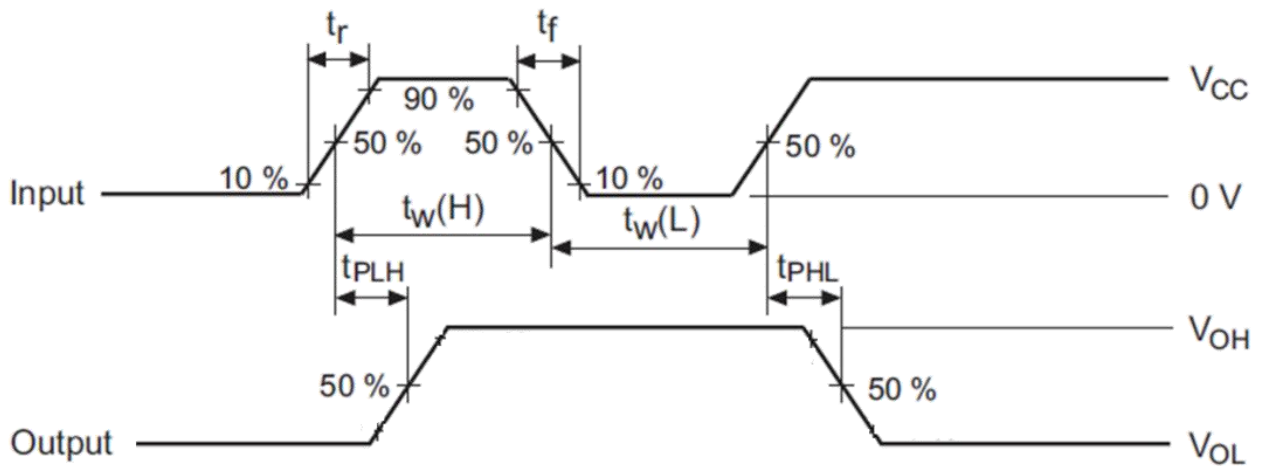 tr
tf
VCC
90 %
50 %
50 %
50 %
10 %
10 %
Input
0 V
tw(H)
tw(L)
tPLH
tPHL
VOH
50 %
50 %
Output
VOL